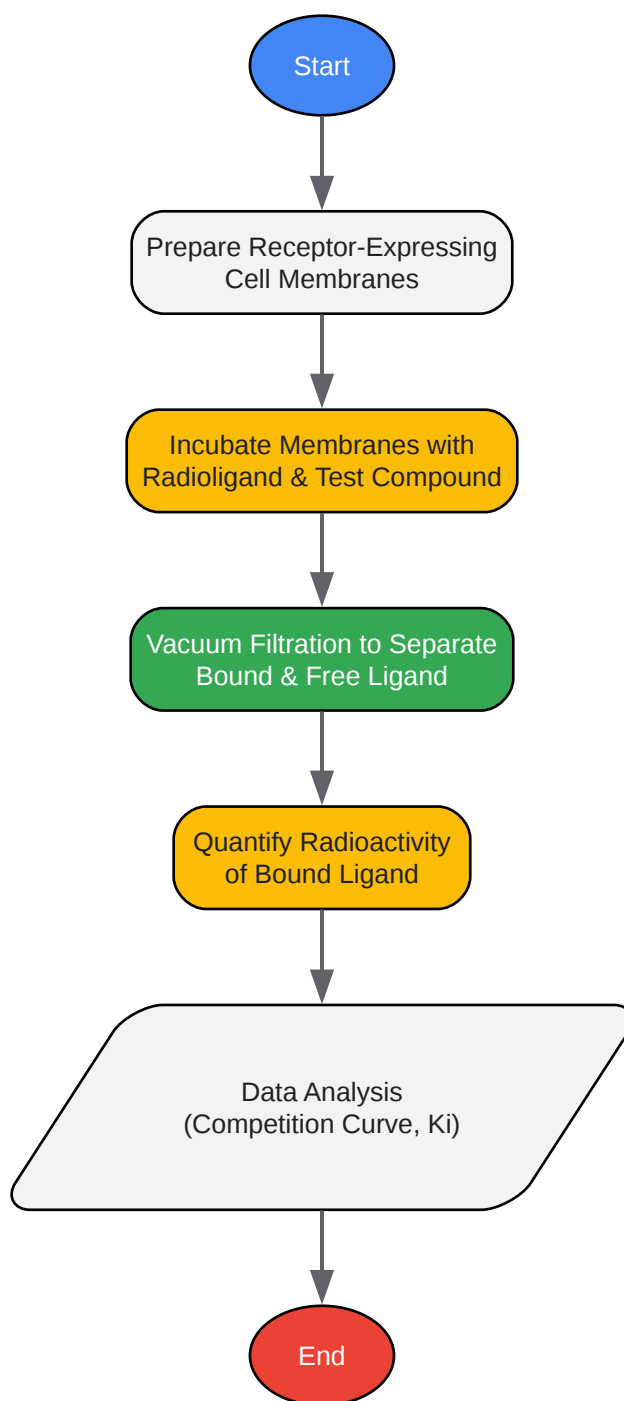 Start
Prepare Receptor-Expressing
Cell Membranes
Incubate Membranes with
Radioligand & Test Compound
Vacuum Filtration to Separate
Bound & Free Ligand
Quantify Radioactivity
of Bound Ligand
Data Analysis
(Competition Curve, Ki)
End